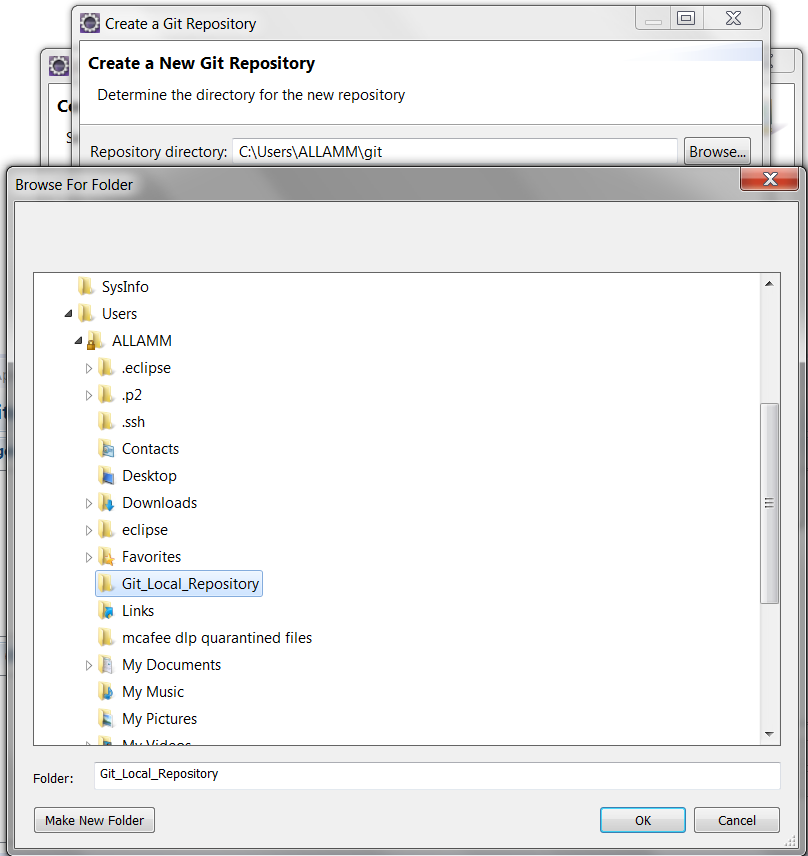 Create a Git Repository
Create a New Git Repository
Determine the directory for the new repository
Repository directory: C:\Users\ALLAMM\git Browse...
Browse For Folder
SysInfo
Users
ALLAMM
.eclipse
.p2
.ssh
Contacts
Desktop
Downloads
eclipse
Favorites
Git_Local_Repository
Links
mcafee dlp quarantined files
My Documents
My Music
My Pictures
My Videos
Folder: Git_Local_Repository
Make New Folder OK Cancel